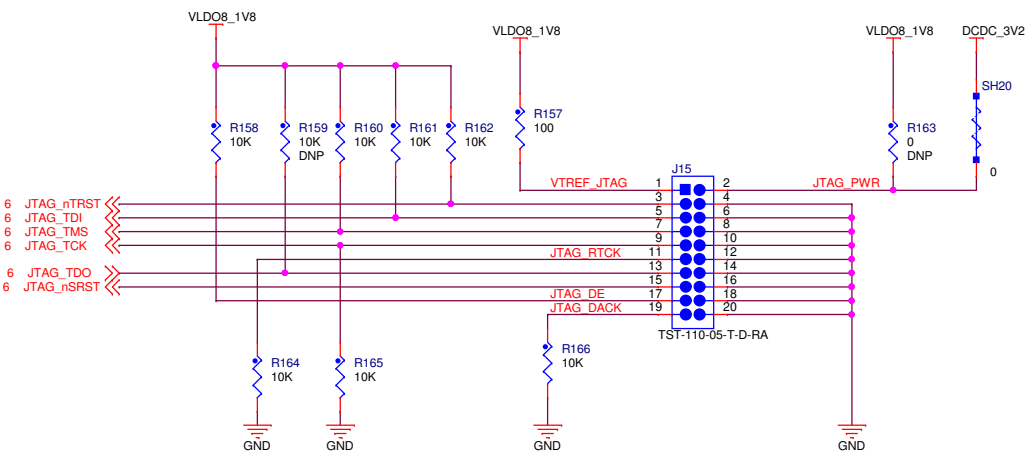 VLDO8_1V8
VLDO8_1V8
VLDO8_1V8
DCDC_3V2
SH20
0
R158
10K
R159
10K
DNP
R160
10K
R161
10K
R162
10K
R157
100
R163
0
DNP
J15
VTREF_JTAG
1
2
JTAG_PWR
6 JTAG_nTRST
3
4
6 JTAG_TDI
5
6
6 JTAG_TMS
7
8
6 JTAG_TCK
9
10
JTAG_RTCK
11
12
6 JTAG_TDO
13
14
6 JTAG_nSRST
15
16
JTAG_DE
17
18
JTAG_DACK
19
20
TST-110-05-T-D-RA
R164
10K
R165
10K
R166
10K
GND
GND
GND
GND